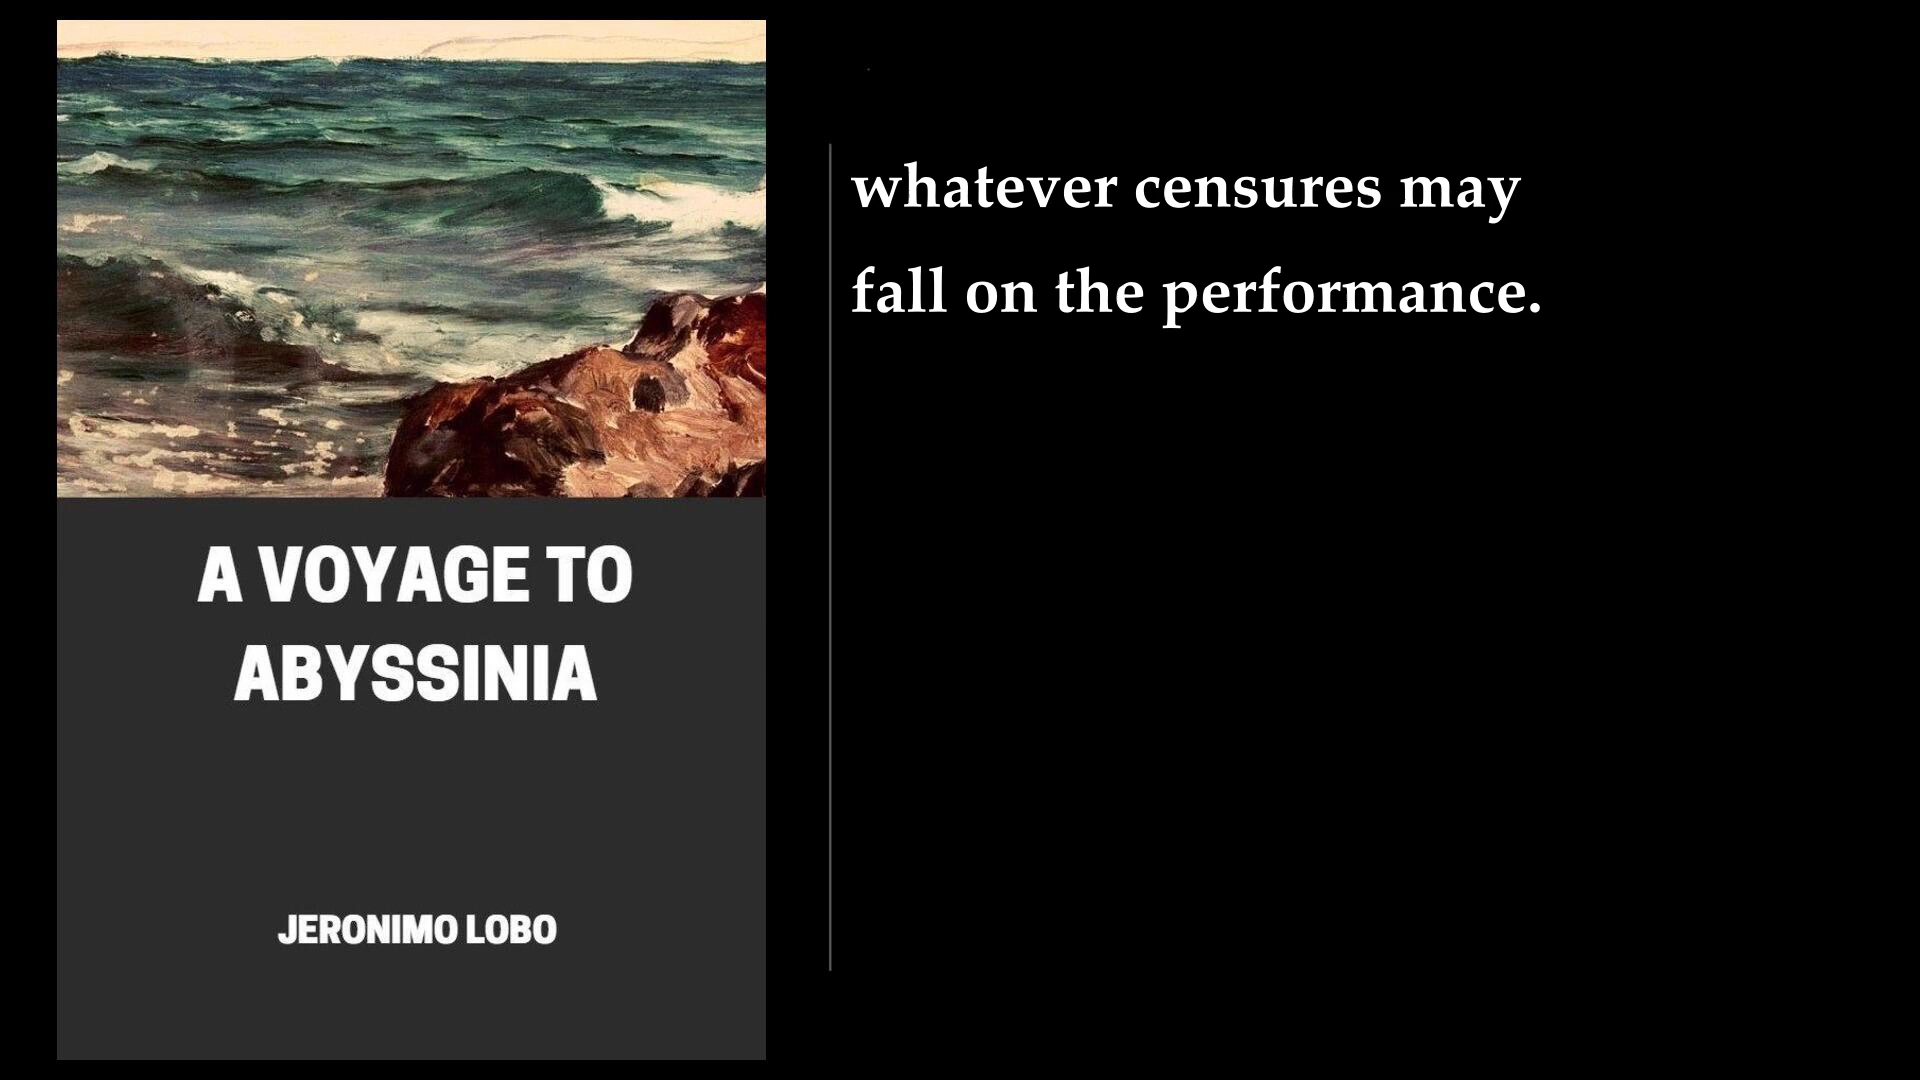 whatever censures may
fall on the performance.
A VOYAGE TO
ABYSSINIA
JERONIMO LOBO